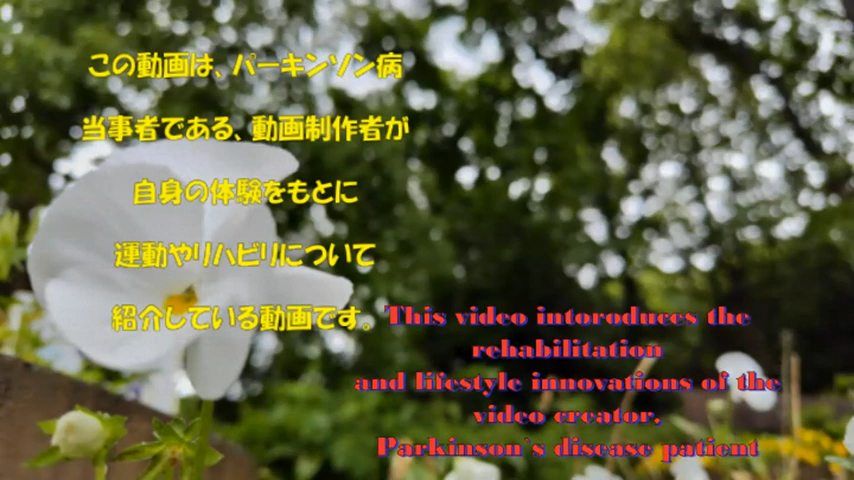 この動画は、パーキンソン病
当事者である、動画制作者が
自身の体験をもとに
運動やリハビリについて
紹介している動画です。
This video intoroduces the
rehabilitation
and lifestyle innovations of the
video creator.
Parkinson's disease patient